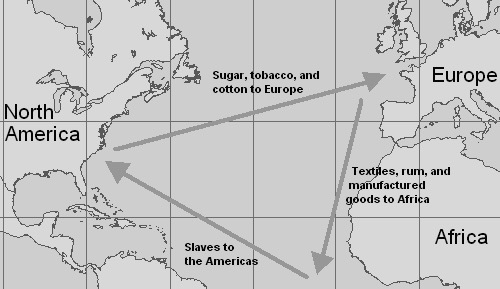 Sugar, tobacco, and
cotton to Europe
Europe
North
America
Textiles, rum, and
manufactured
goods to Africa
Africa
Slaves to
the Americas